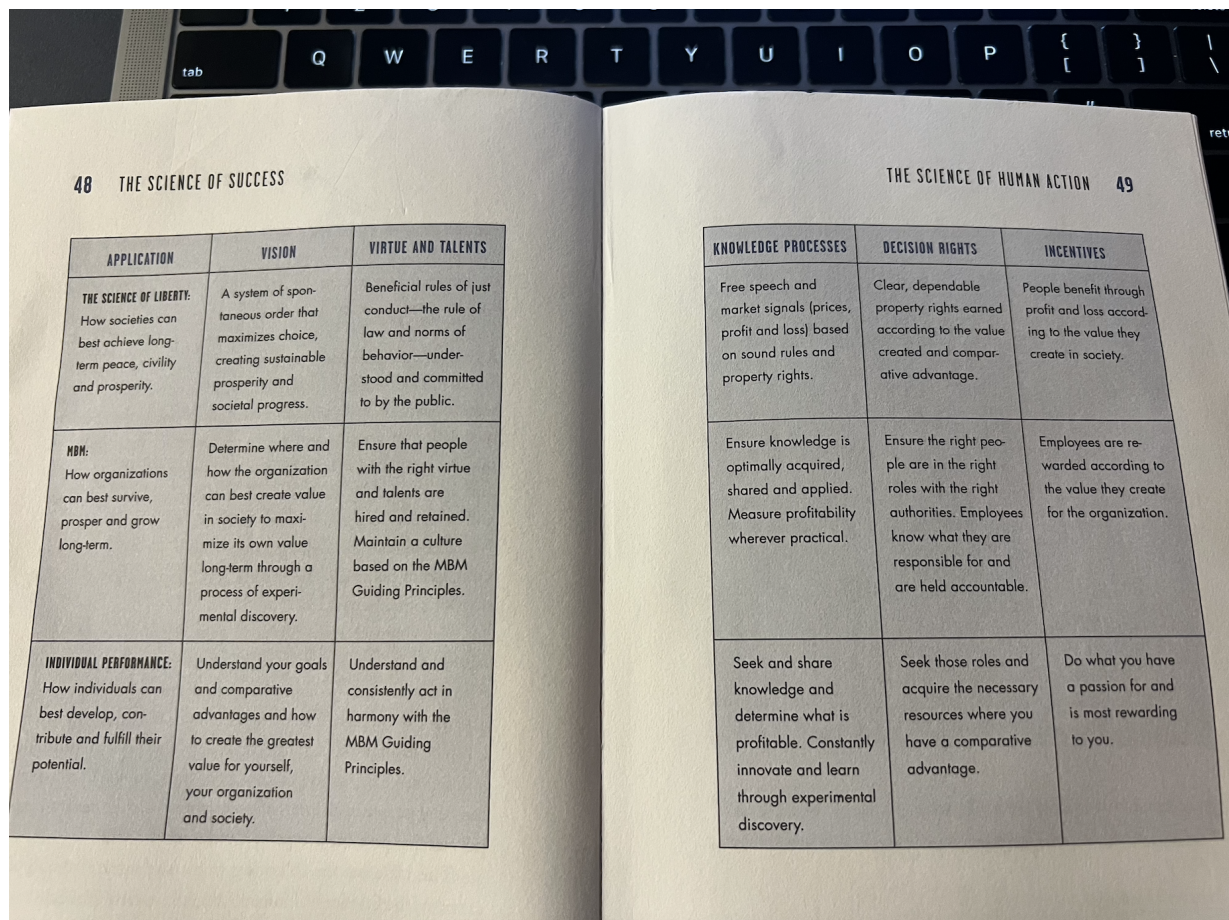 Q W E R T Y U I O P { }
[ ] | \
tab
48 THE SCIENCE OF SUCCESS
APPLICATION
VISION
VIRTUE AND TALENTS
THE SCIENCE OF LIBERTY:
How societies can
best achieve long-
term peace, civility
and prosperity.
A system of spon-
taneous order that
maximizes choice,
creating sustainable
prosperity and
societal progress.
Beneficial rules of just
conduct—the rule of
law and norms of
behavior—under-
stood and committed
to by the public.
MBM:
How organizations
can best survive,
prosper and grow
long-term.
Determine where and
how the organization
can best create value
in society to maxi-
mize its own value
long-term through a
process of experi-
mental discovery.
Ensure that people
with the right virtue
and talents are
hired and retained.
Maintain a culture
based on the MBM
Guiding Principles.
INDIVIDUAL PERFORMANCE:
How individuals can
best develop, con-
tribute and fulfill their
potential.
Understand your goals
and comparative
advantages and how
to create the greatest
value for yourself,
your organization
and society.
Understand and
consistently act in
harmony with the
MBM Guiding
Principles.
THE SCIENCE OF HUMAN ACTION 49
KNOWLEDGE PROCESSES
DECISION RIGHTS
INCENTIVES
Free speech and
market signals (prices,
profit and loss) based
on sound rules and
property rights.
Clear, dependable
property rights earned
according to the value
created and compar-
ative advantage.
People benefit through
profit and loss accord-
ing to the value they
create in society.
Ensure knowledge is
optimally acquired,
shared and applied.
Measure profitability
wherever practical.
Ensure the right peo-
ple are in the right
roles with the right
authorities. Employees
know what they are
responsible for and
are held accountable.
Employees are re-
warded according to
the value they create
for the organization.
Seek and share
knowledge and
determine what is
profitable. Constantly
innovate and learn
through experimental
discovery.
Seek those roles and
acquire the necessary
resources where you
have a comparative
advantage.
Do what you have
a passion for and
is most rewarding
to you.